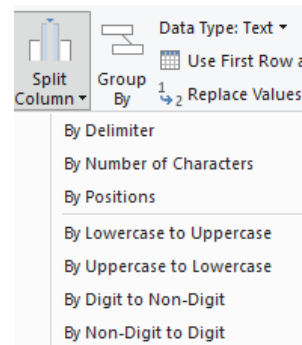 Split
Column
Group
By
Data Type: Text
Use First Row a
1
2
Replace Values
By Delimiter
By Number of Characters
By Positions
By Lowercase to Uppercase
By Uppercase to Lowercase
By Digit to Non-Digit
By Non-Digit to Digit